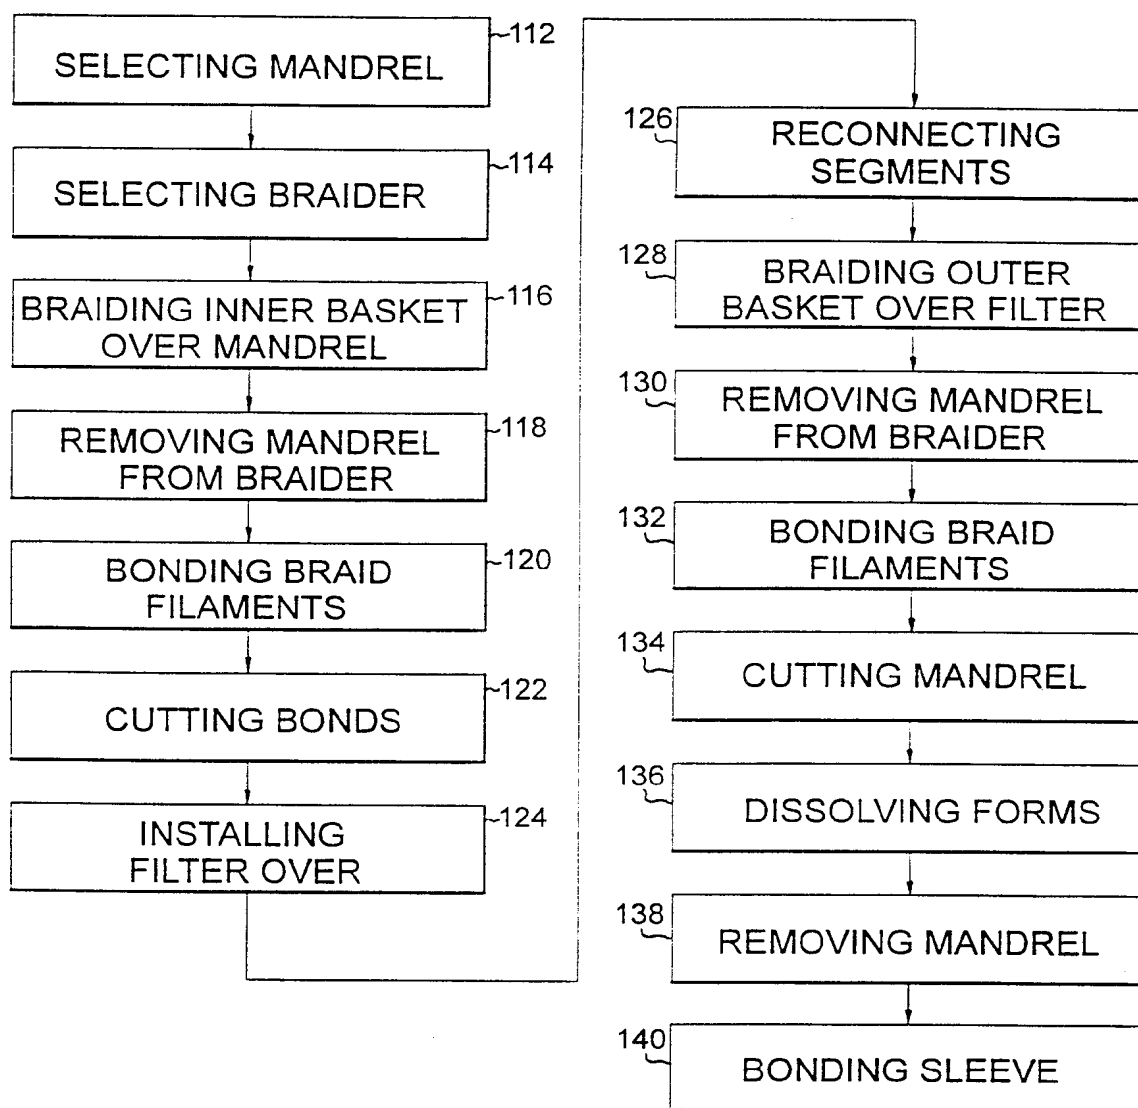 SELECTING MANDREL
112
SELECTING BRAIDER
114
BRAIDING INNER BASKET
OVER MANDREL
116
REMOVING MANDREL
FROM BRAIDER
118
BONDING BRAID
FILAMENTS
120
CUTTING BONDS
122
INSTALLING
FILTER OVER
124
126
RECONNECTING
SEGMENTS
128
BRAIDING OUTER
BASKET OVER FILTER
130
REMOVING MANDREL
FROM BRAIDER
132
BONDING BRAID
FILAMENTS
134
CUTTING MANDREL
136
DISSOLVING FORMS
138
REMOVING MANDREL
140
BONDING SLEEVE